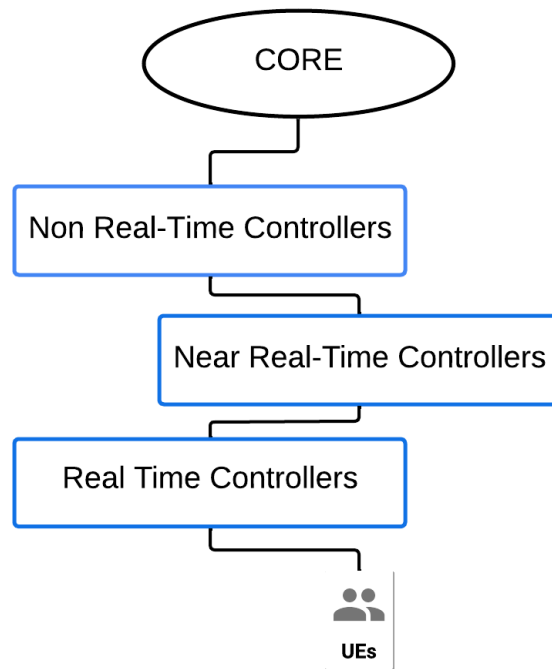 CORE
Non Real-Time Controllers
Near Real-Time Controllers
Real Time Controllers
UEs